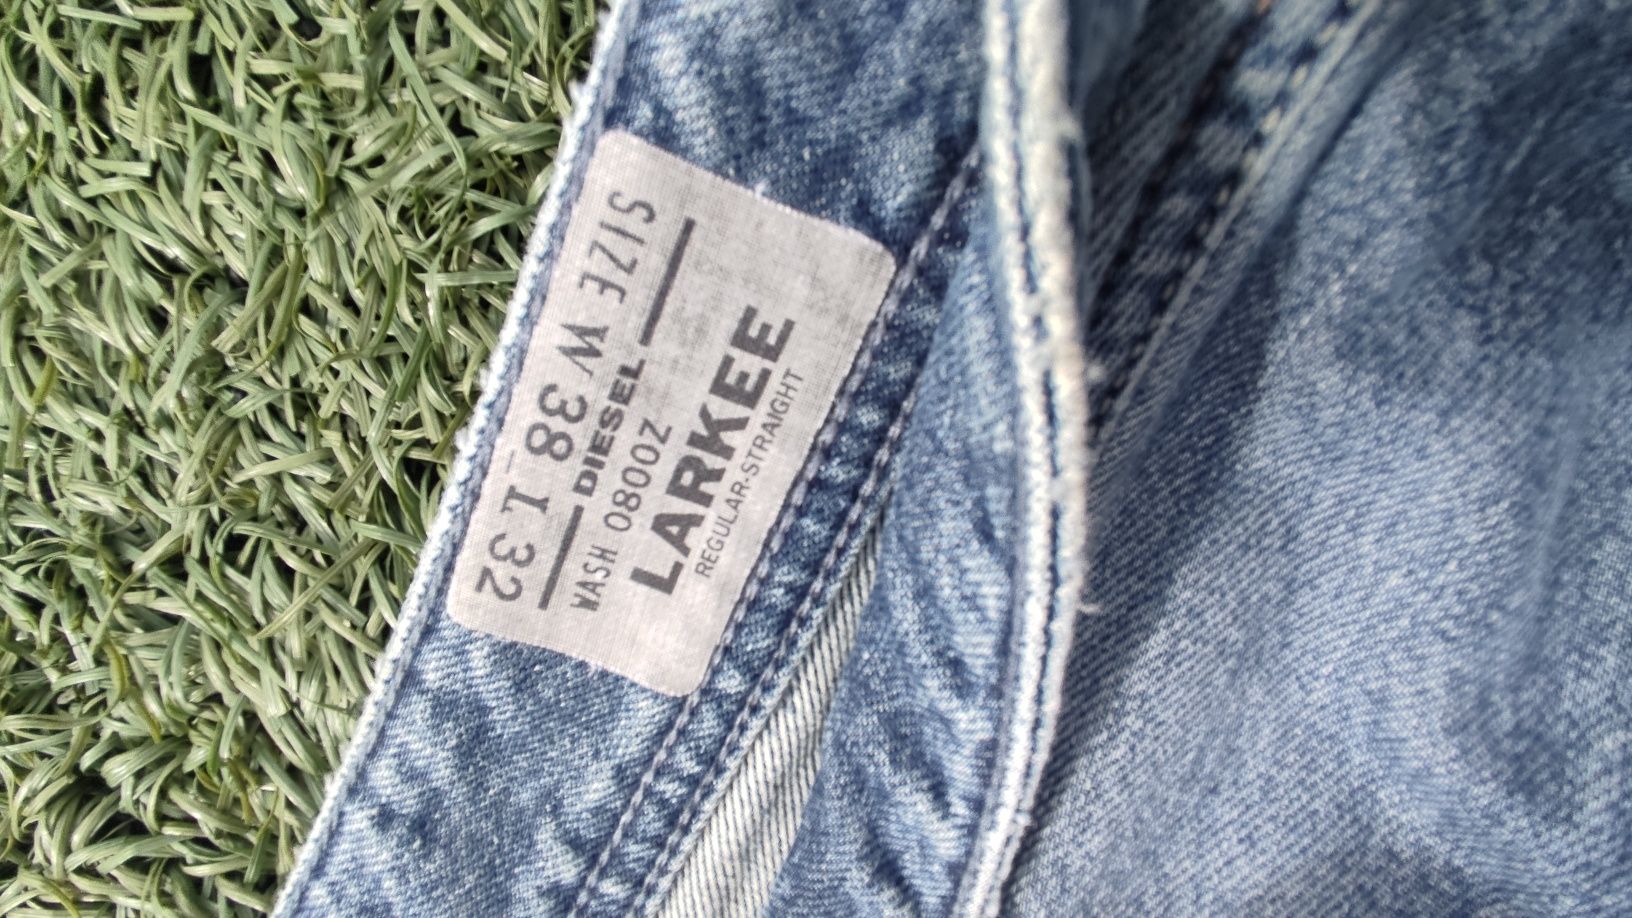 SIZE W 38 L 32
DIESEL
WASH 0800Z
LARKEE
REGULAR-STRAIGHT